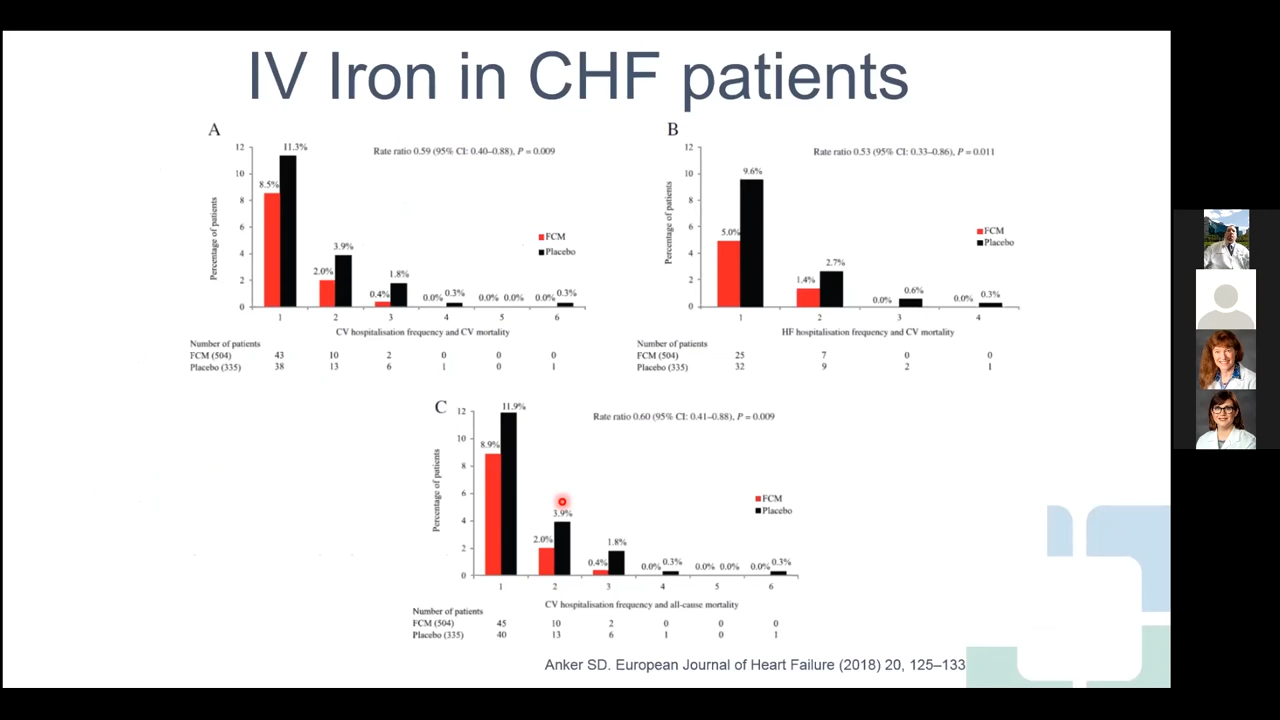 IV Iron in CHF patients
A
Rate ratio 0.59 (95% CI: 0.40–0.88), P = 0.009
12
10
8
6
4
2
0
Percentage of patients
8.5%
11.3%
2.0%
3.9%
0.4%
1.8%
0.0%
0.3%
0.0%
0.0%
0.0%
0.3%
FCM
Placebo
1 2 3 4 5 6
CV hospitalisation frequency and CV mortality
Number of patients
FCM (504) 43 10 2 0 0 0
Placebo (335) 38 13 6 1 0 1
B
Rate ratio 0.53 (95% CI: 0.33–0.86), P = 0.011
12
10
8
6
4
2
0
Percentage of patients
5.0%
9.6%
1.4%
2.7%
0.0%
0.6%
0.0%
0.3%
FCM
Placebo
1 2 3 4
HF hospitalisation frequency and CV mortality
Number of patients
FCM (504) 25 7 0 0
Placebo (335) 32 9 2 1
C
Rate ratio 0.60 (95% CI: 0.41–0.88), P = 0.009
12
10
8
6
4
2
0
Percentage of patients
8.9%
11.9%
2.0%
3.9%
0.4%
1.8%
0.0%
0.3%
0.0%
0.0%
0.0%
0.3%
FCM
Placebo
1 2 3 4 5 6
CV hospitalisation frequency and all-cause mortality
Number of patients
FCM (504) 45 10 2 0 0 0
Placebo (335) 40 13 6 1 0 1
Anker SD. European Journal of Heart Failure (2018) 20, 125–133